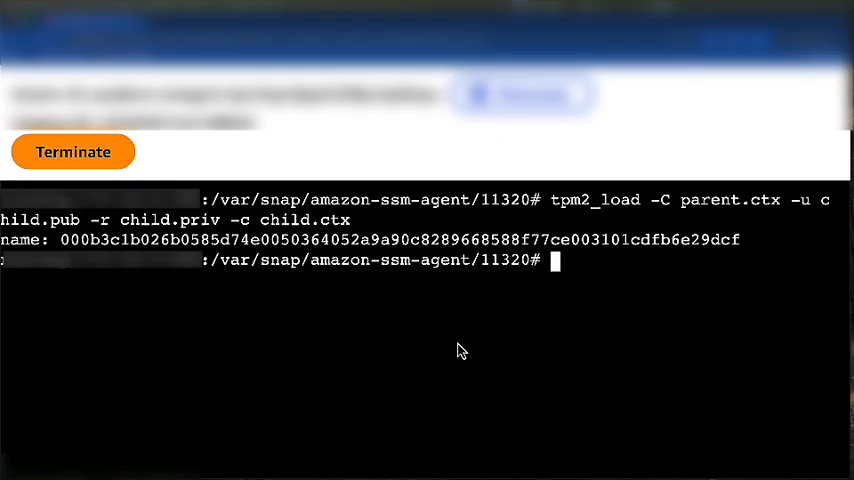 Terminate
:/var/snap/amazon-ssm-agent/11320# tpm2_load -C parent.ctx -u c
hild.pub -r child.priv -c child.ctx
name: 000b3c1b026b0585d74e0050364052a9a90c8289668588f77ce003101cdfb6e29dcf
:/var/snap/amazon-ssm-agent/11320#